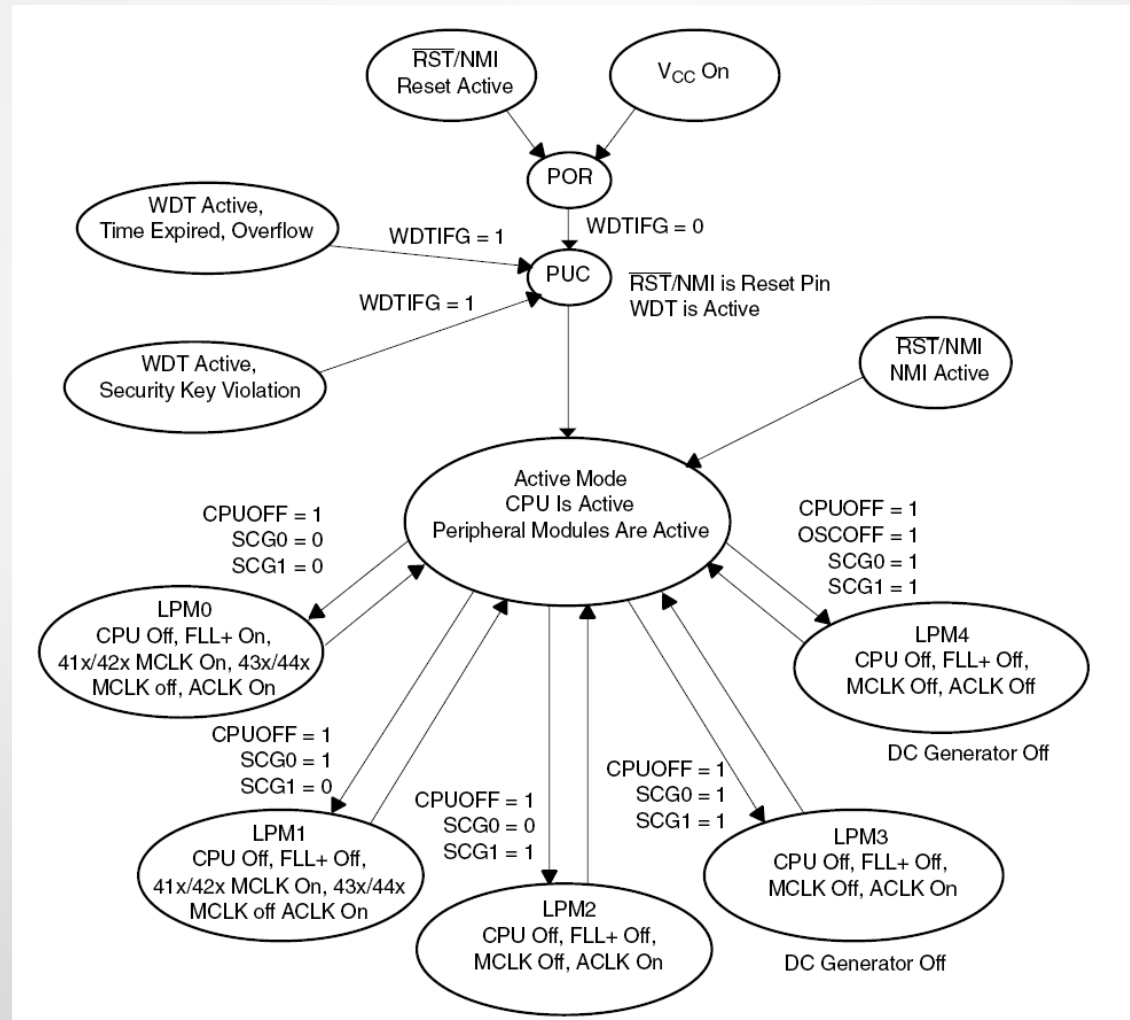 RST/NMI
Reset Active
VCC On
POR
WDT Active,
Time Expired, Overflow
WDTIFG = 1
WDTIFG = 0
PUC
RST/NMI is Reset Pin
WDT is Active
WDTIFG = 1
WDT Active,
Security Key Violation
RST/NMI
NMI Active
Active Mode
CPU Is Active
Peripheral Modules Are Active
CPUOFF = 1
SCG0 = 0
SCG1 = 0
CPUOFF = 1
OSCOFF = 1
SCG0 = 1
SCG1 = 1
LPM0
CPU Off, FLL+ On,
41x/42x MCLK On, 43x/44x
MCLK off, ACLK On
LPM4
CPU Off, FLL+ Off,
MCLK Off, ACLK Off
DC Generator Off
CPUOFF = 1
SCG0 = 1
SCG1 = 0
CPUOFF = 1
SCG0 = 0
SCG1 = 1
CPUOFF = 1
SCG0 = 1
SCG1 = 1
LPM1
CPU Off, FLL+ Off,
41x/42x MCLK On, 43x/44x
MCLK off ACLK On
LPM2
CPU Off, FLL+ Off,
MCLK Off, ACLK On
LPM3
CPU Off, FLL+ Off,
MCLK Off, ACLK On
DC Generator Off